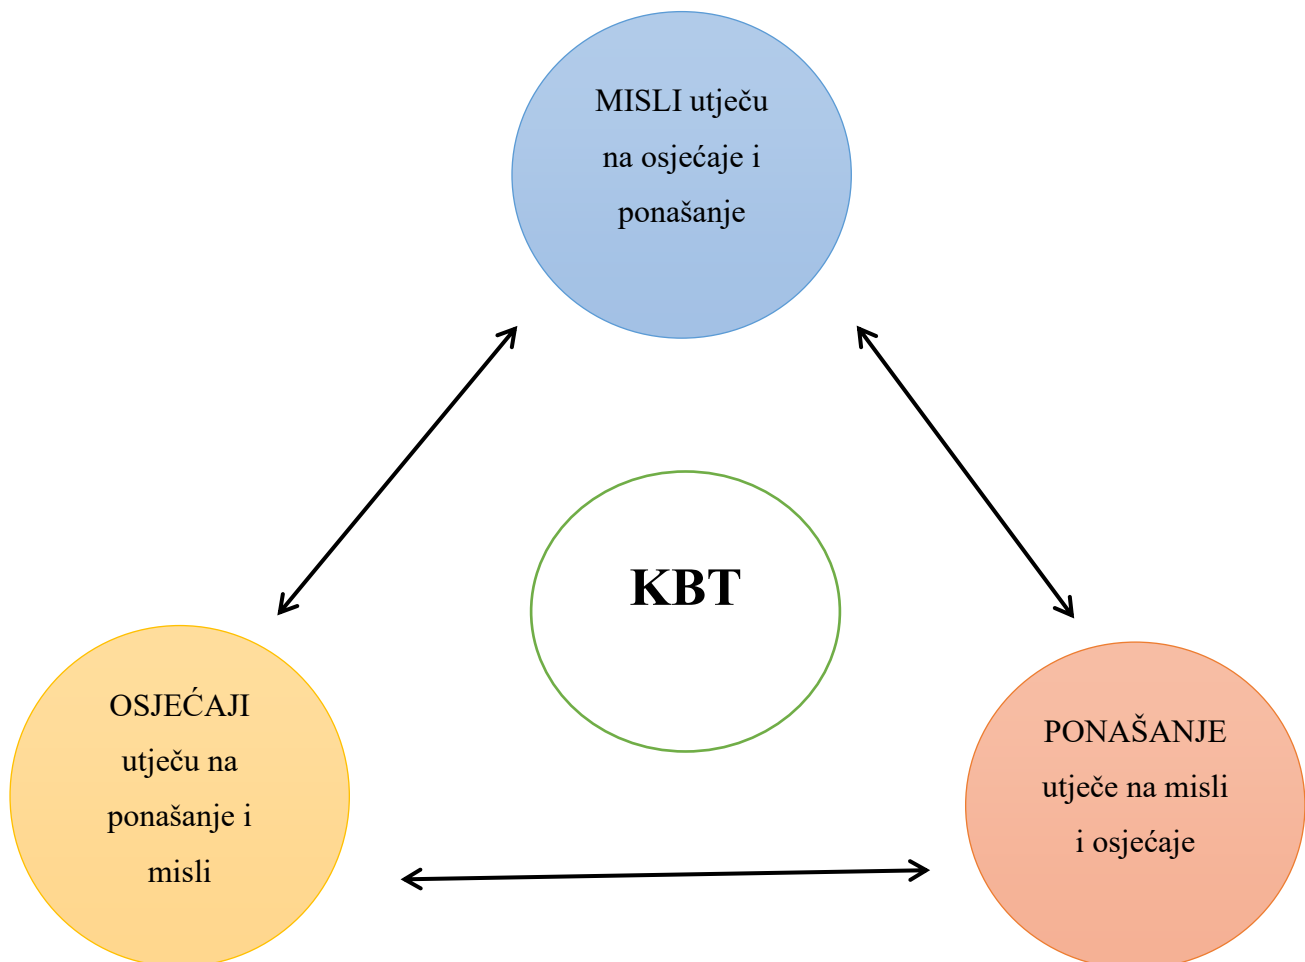 MISLI utječu
na osjećaje i
ponašanje
KBT
OSJEĆAJI
utječu na
ponašanje i
misli
PONAŠANJE
utječe na misli
i osjećaje